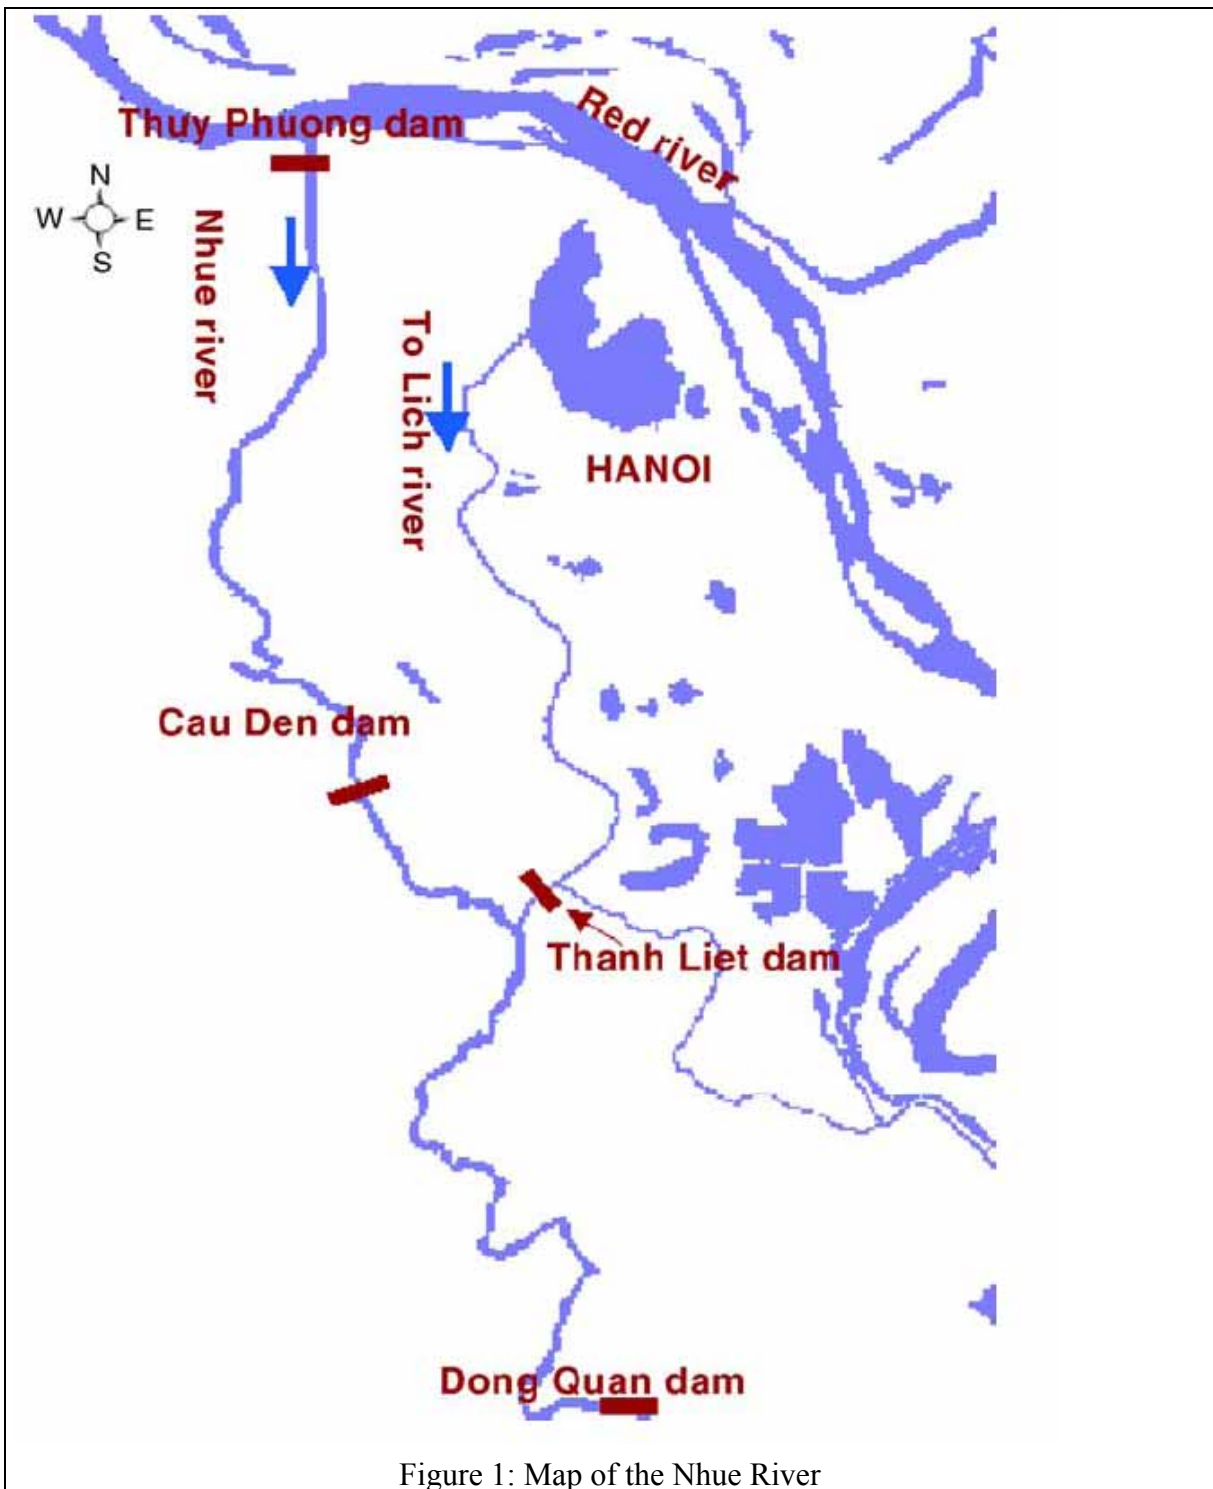 Thuy Phuong dam
Red river
N
W E
S
Nhue river
To Lich river
HANOI
Cau Den dam
Thanh Liet dam
Dong Quan dam
Figure 1: Map of the Nhue River